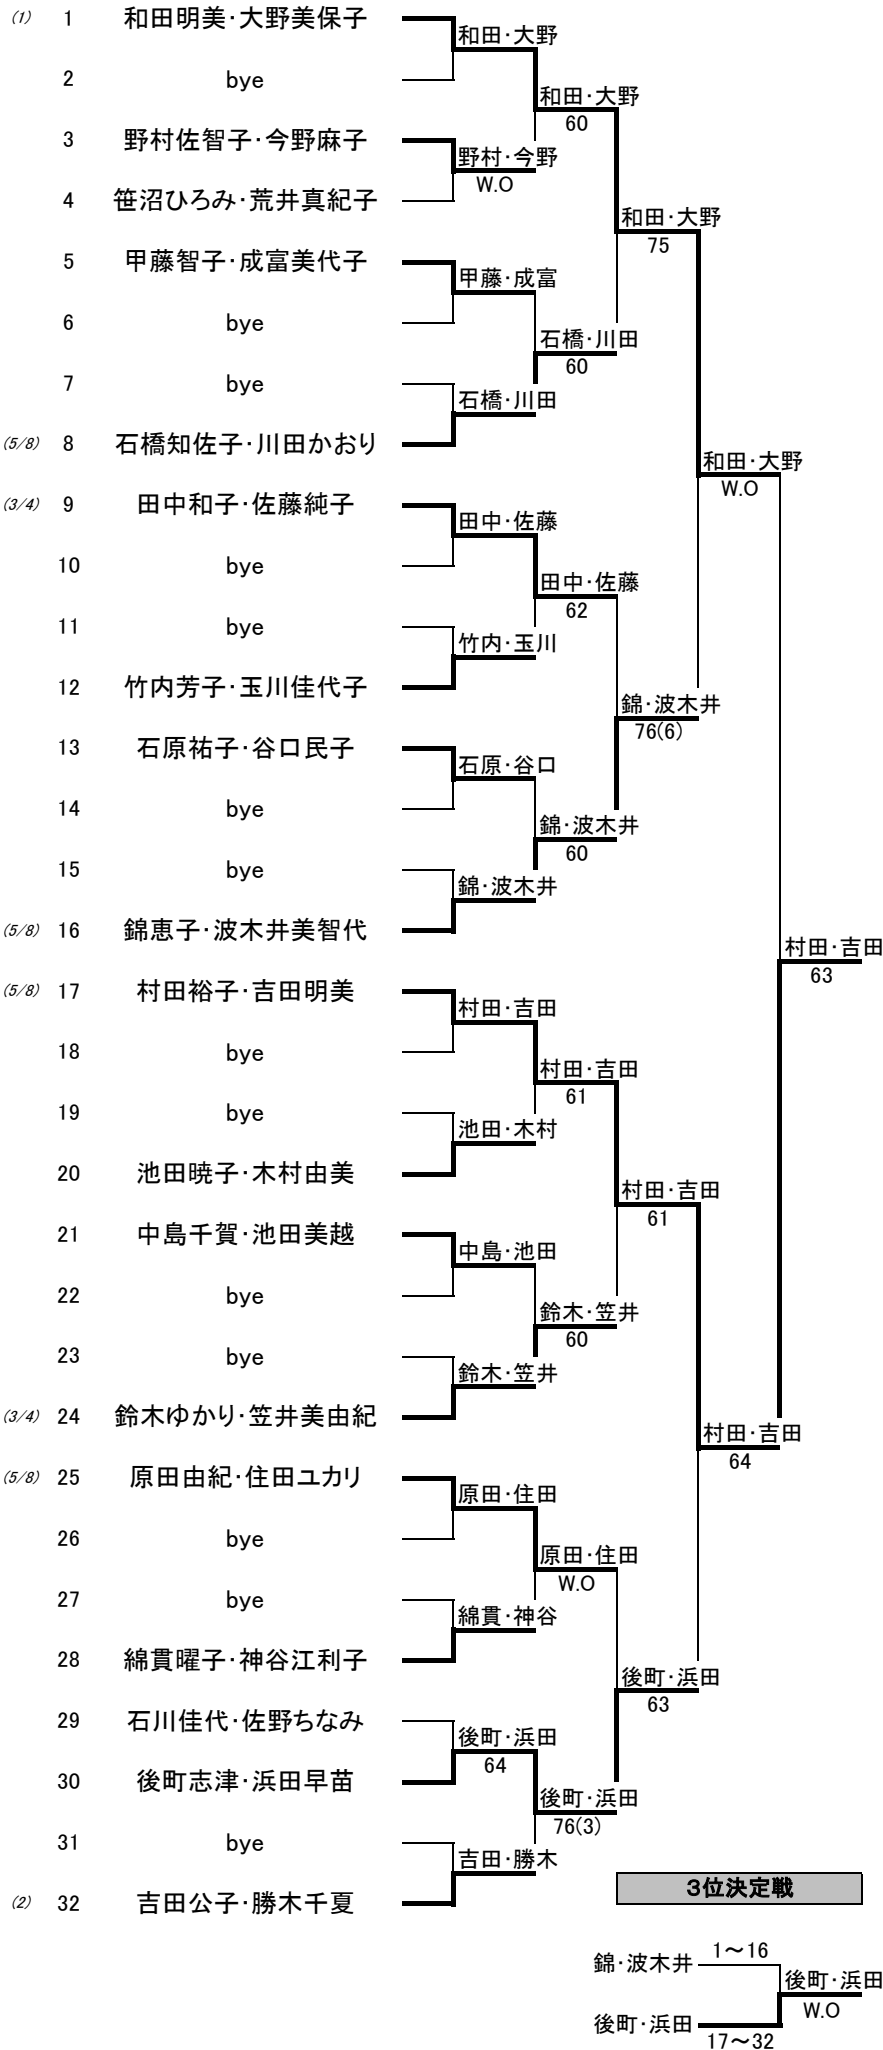 (1) 1 和田明美・大野美保子
和田・大野
2 bye
和田・大野
60
3 野村佐智子・今野麻子
野村・今野
W.O
4 笹沼ひろみ・荒井真紀子
和田・大野
75
5 甲藤智子・成富美代子
甲藤・成富
6 bye
石橋・川田
60
7 bye
石橋・川田
(5/8) 8 石橋知佐子・川田かおり
和田・大野
W.O
(3/4) 9 田中和子・佐藤純子
田中・佐藤
10 bye
田中・佐藤
62
11 bye
竹内・玉川
12 竹内芳子・玉川佳代子
錦・波木井
76(6)
13 石原祐子・谷口民子
石原・谷口
14 bye
錦・波木井
60
15 bye
錦・波木井
(5/8) 16 錦恵子・波木井美智代
村田・吉田
63
(5/8) 17 村田裕子・吉田明美
村田・吉田
18 bye
村田・吉田
61
19 bye
池田・木村
20 池田暁子・木村由美
村田・吉田
61
21 中島千賀・池田美越
中島・池田
22 bye
鈴木・笠井
60
23 bye
鈴木・笠井
(3/4) 24 鈴木ゆかり・笠井美由紀
村田・吉田
64
(5/8) 25 原田由紀・住田ユカリ
原田・住田
26 bye
原田・住田
W.O
27 bye
綿貫・神谷
28 綿貫曜子・神谷江利子
後町・浜田
63
29 石川佳代・佐野ちなみ
後町・浜田
64
30 後町志津・浜田早苗
後町・浜田
76(3)
31 bye
吉田・勝木
(2) 32 吉田公子・勝木千夏
3位決定戦
錦・波木井 1～16
後町・浜田
W.O
後町・浜田 17～32